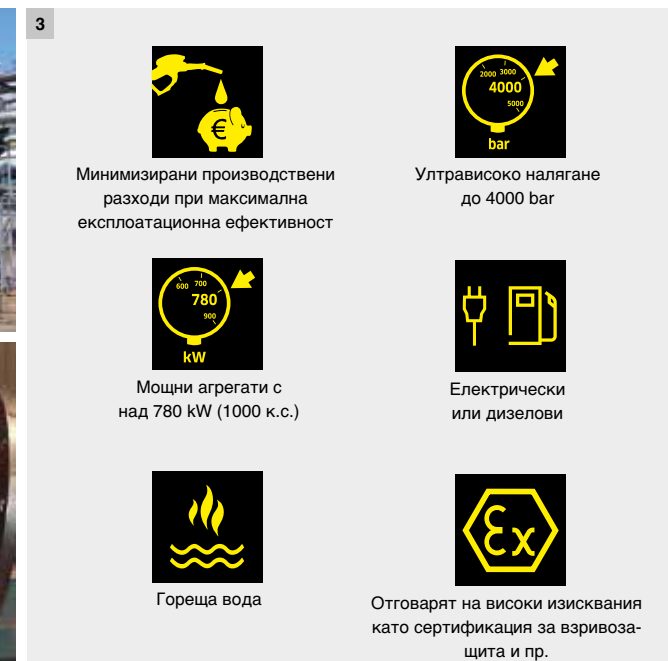 3
€
Минимизирани производствени
разходи при максимална
експлоатационна ефективност
2000 3000
4000
5000
bar
Ултрависоко налягане
до 4000 bar
600 700
780
900
kW
Мощни агрегати с
над 780 kW (1000 к.с.)
Електрически
или дизелови
Гореща вода
Ex
Отговарят на високи изисквания
като сертификация за взривоза-
щита и пр.